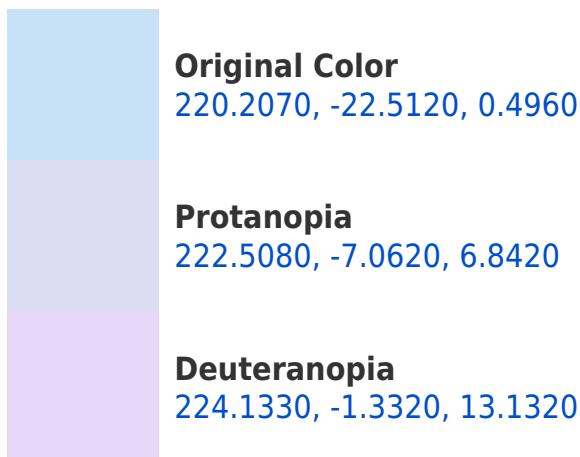 Original Color
220.2070, -22.5120, 0.4960
Protanopia
222.5080, -7.0620, 6.8420
Deuteranopia
224.1330, -1.3320, 13.1320